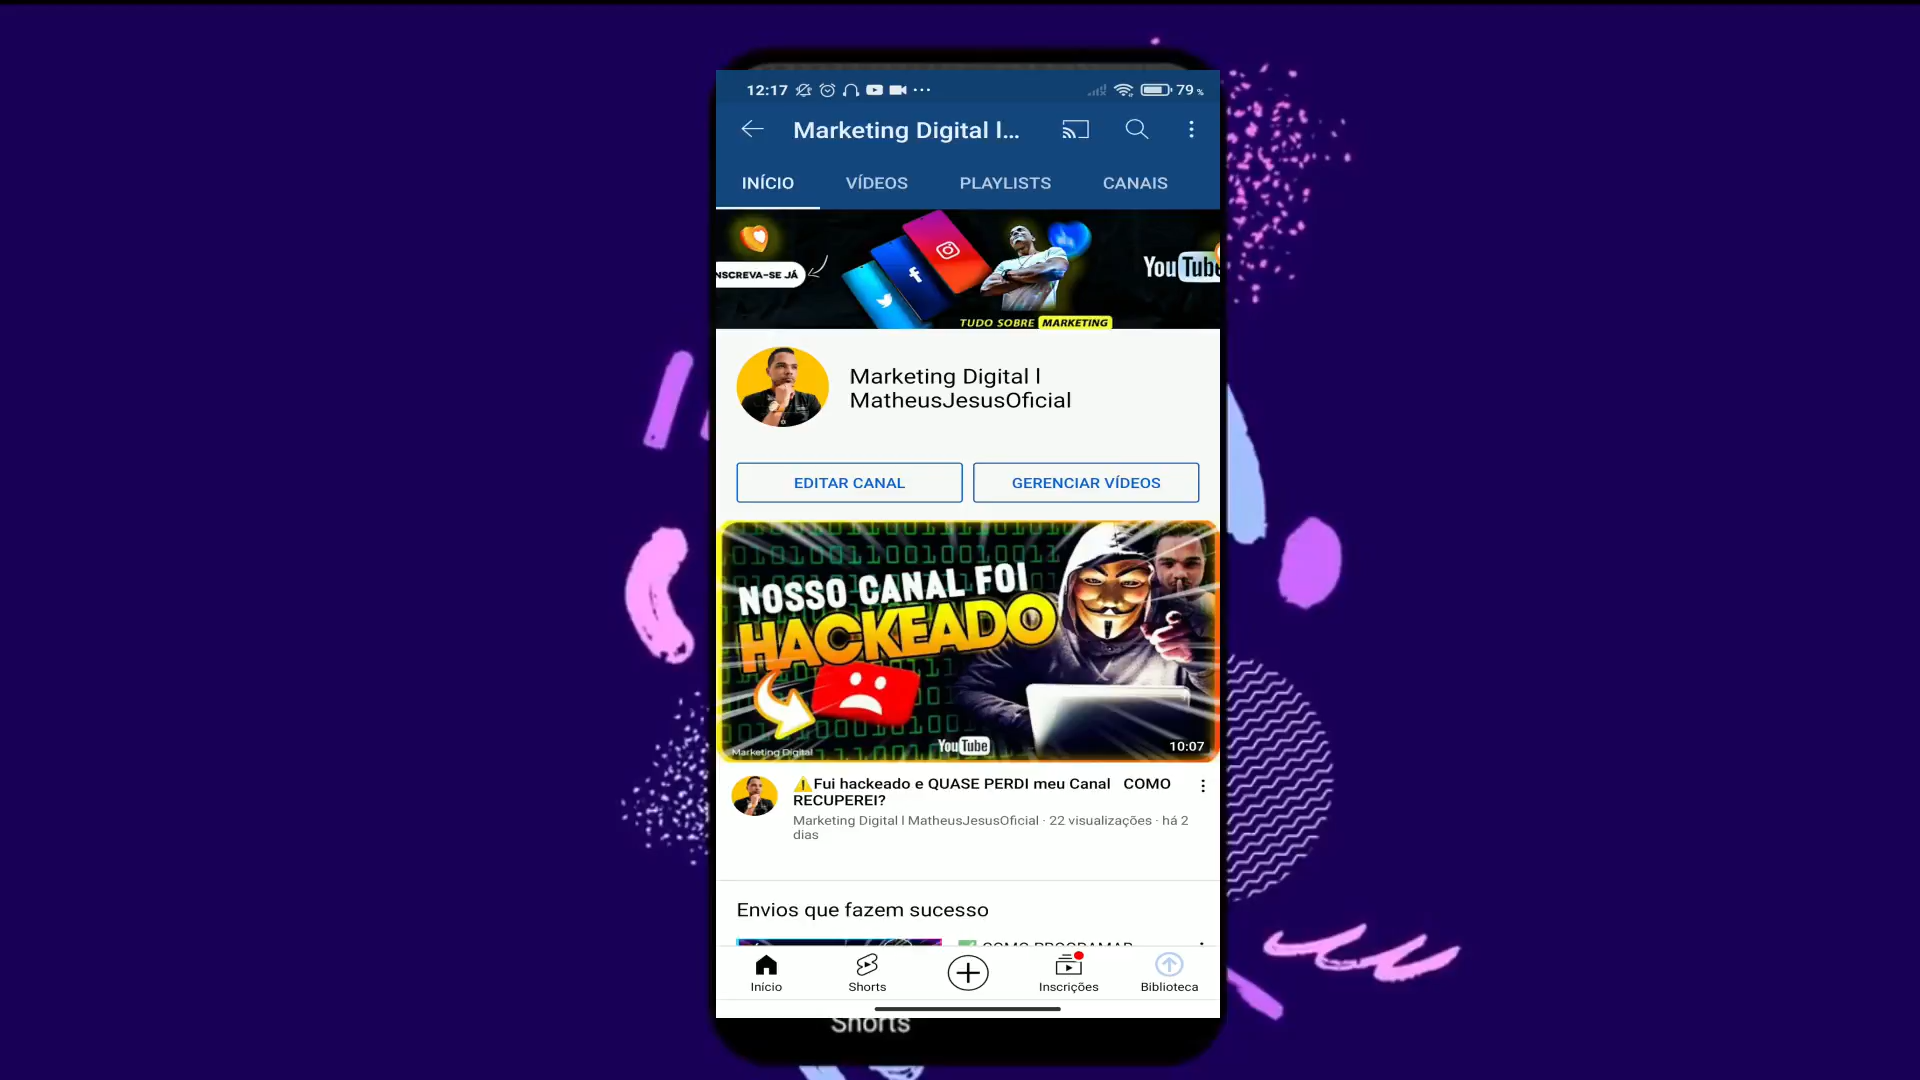 12:17
79 %
Marketing Digital l...
INÍCIO VÍDEOS PLAYLISTS CANAIS
NSCREVA-SE JÁ
YouTube
TUDO SOBRE MARKETING
Marketing Digital l
MatheusJesusOficial
EDITAR CANAL
GERENCIAR VÍDEOS
NOSSO CANAL FOI
HACKEADO
Marketing Digital
YouTube
10:07
⚠️Fui hackeado e QUASE PERDI meu Canal COMO
RECUPEREI?
Marketing Digital l MatheusJesusOficial · 22 visualizações · há 2
dias
Envios que fazem sucesso
✅ COMO PROGRAMAR
Início Shorts Inscrições Biblioteca
Shorts